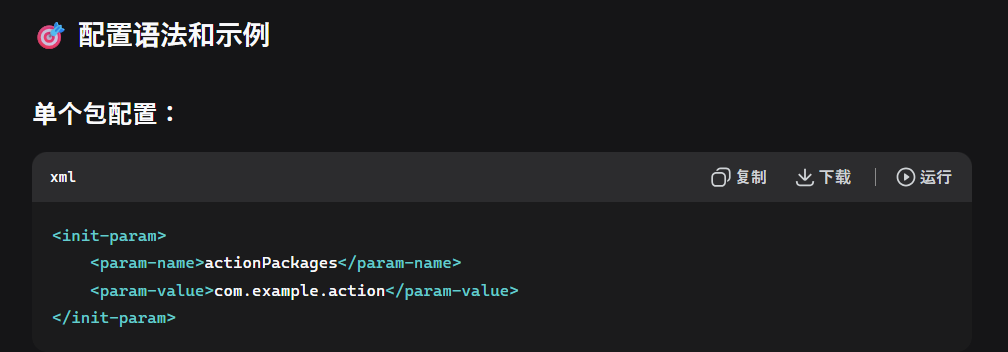 🎯 配置语法和示例
单个包配置：
xml 复制 下载 运行
<init-param>
    <param-name>actionPackages</param-name>
    <param-value>com.example.action</param-value>
</init-param>